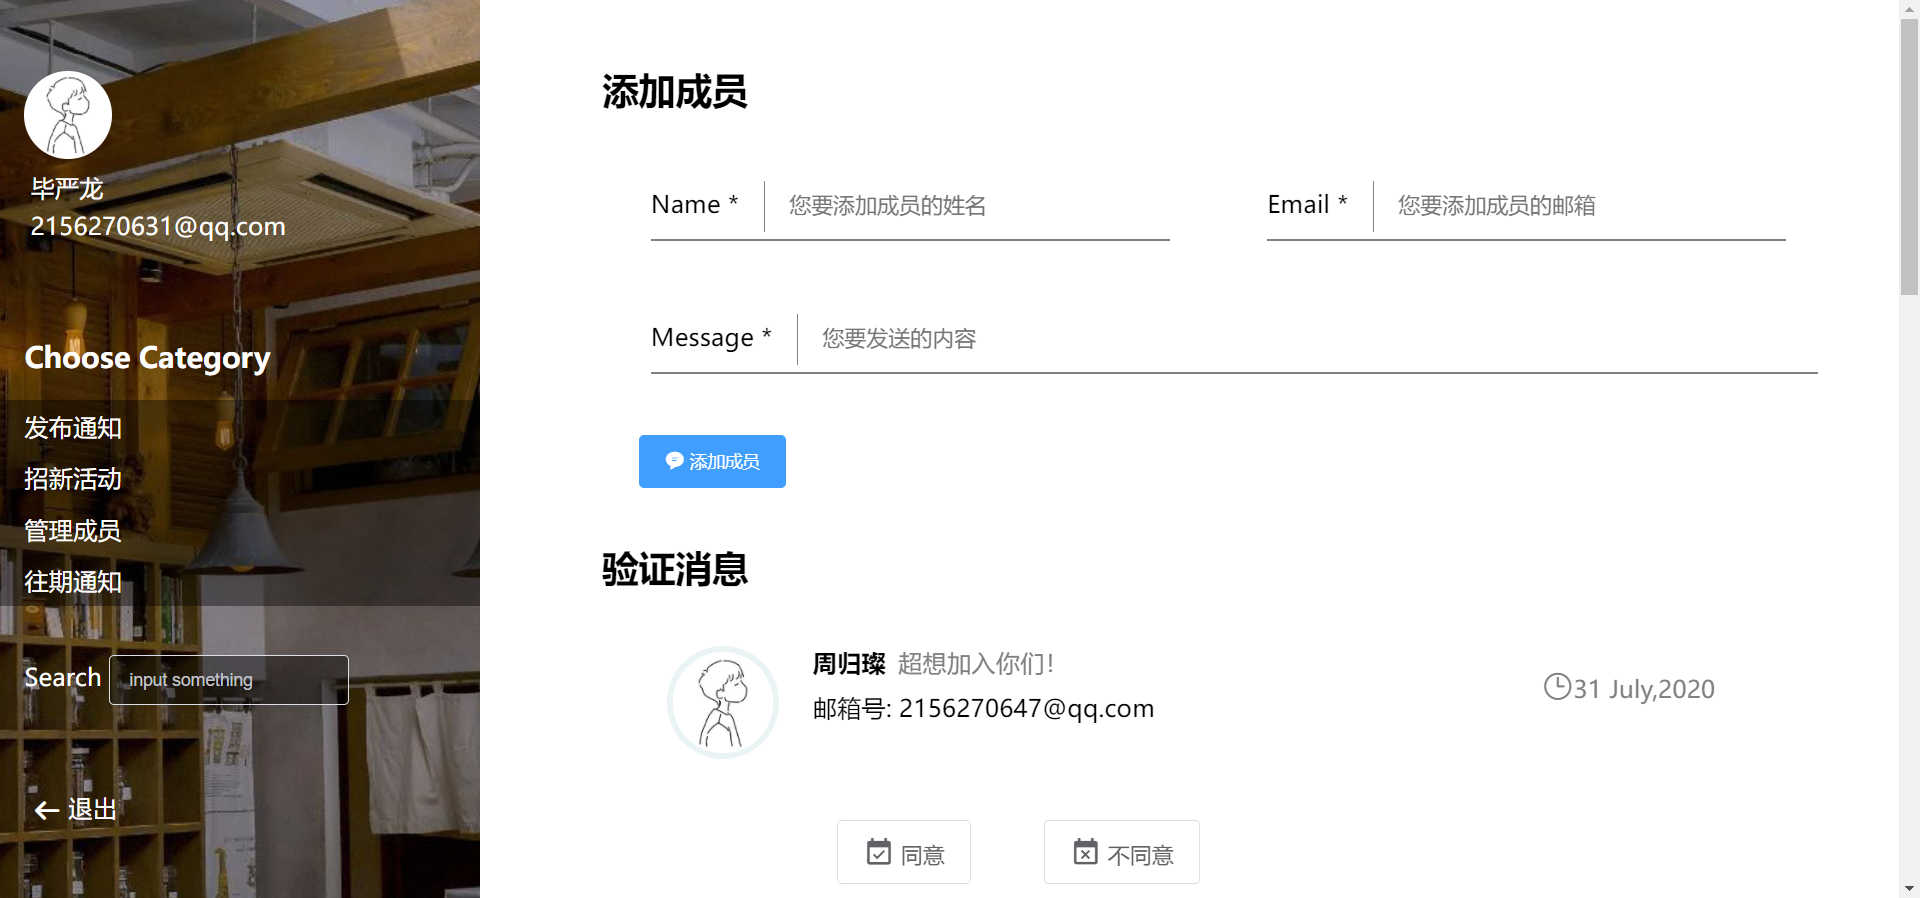 毕严龙
2156270631@qq.com
Choose Category
发布通知
招新活动
管理成员
往期通知
Search input something
退出
添加成员
Name * 您要添加成员的姓名 Email * 您要添加成员的邮箱
Message * 您要发送的内容
添加成员
验证消息
周归璨 超想加入你们！
邮箱号: 2156270647@qq.com
31 July,2020
同意 不同意